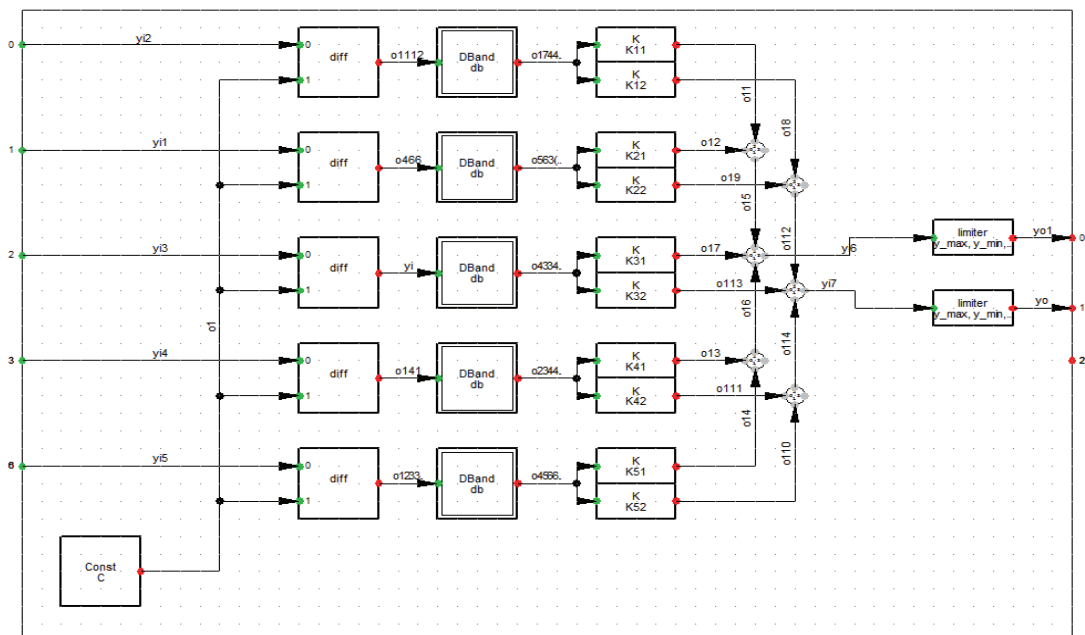 0
yi2
0
diff
1
o1112
DBand
db
o1744.
K
K11
K
K12
o11
o18
1
yi1
0
diff
1
o466
DBand
db
o563(..
K
K21
K
K22
o12
o19
o15
o112
2
yi3
0
diff
1
yi
DBand
db
o4334.
K
K31
K
K32
o17
o113
yi6
yi7
limiter
y_max, y_min,..
yo1
0
limiter
y_max, y_min,..
yo
1
o1
o16
o114
3
yi4
0
diff
1
o141
DBand
db
o2344.
K
K41
K
K42
o13
o111
2
o14
o110
yi5
0
diff
1
o1233..
DBand
db
o4566.
K
K51
K
K52
Const
C